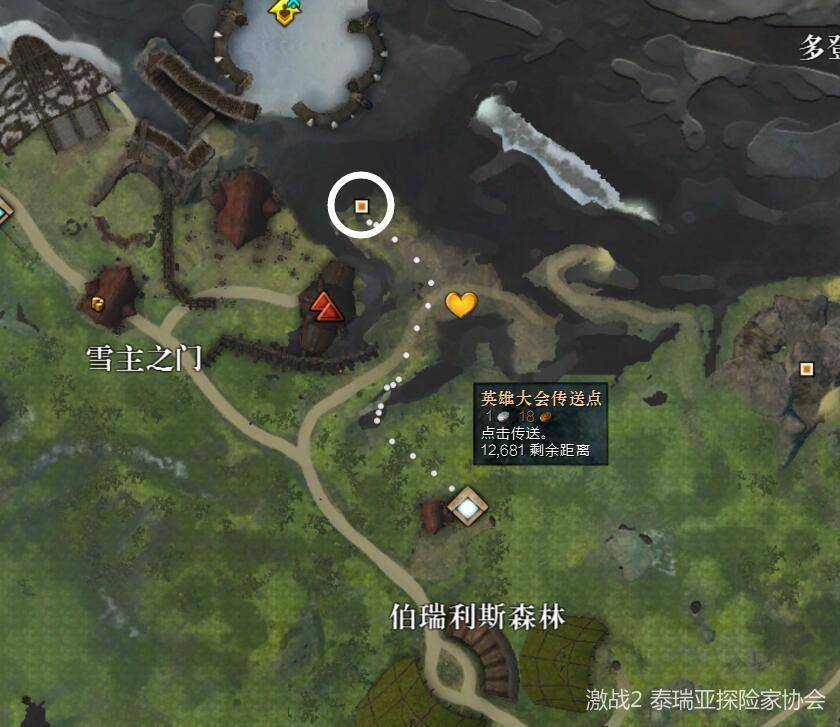 多登
雪主之门
英雄大会传送点
1 18
点击传送。
12,681 剩余距离
伯瑞利斯森林
激战2 泰瑞亚探险家协会